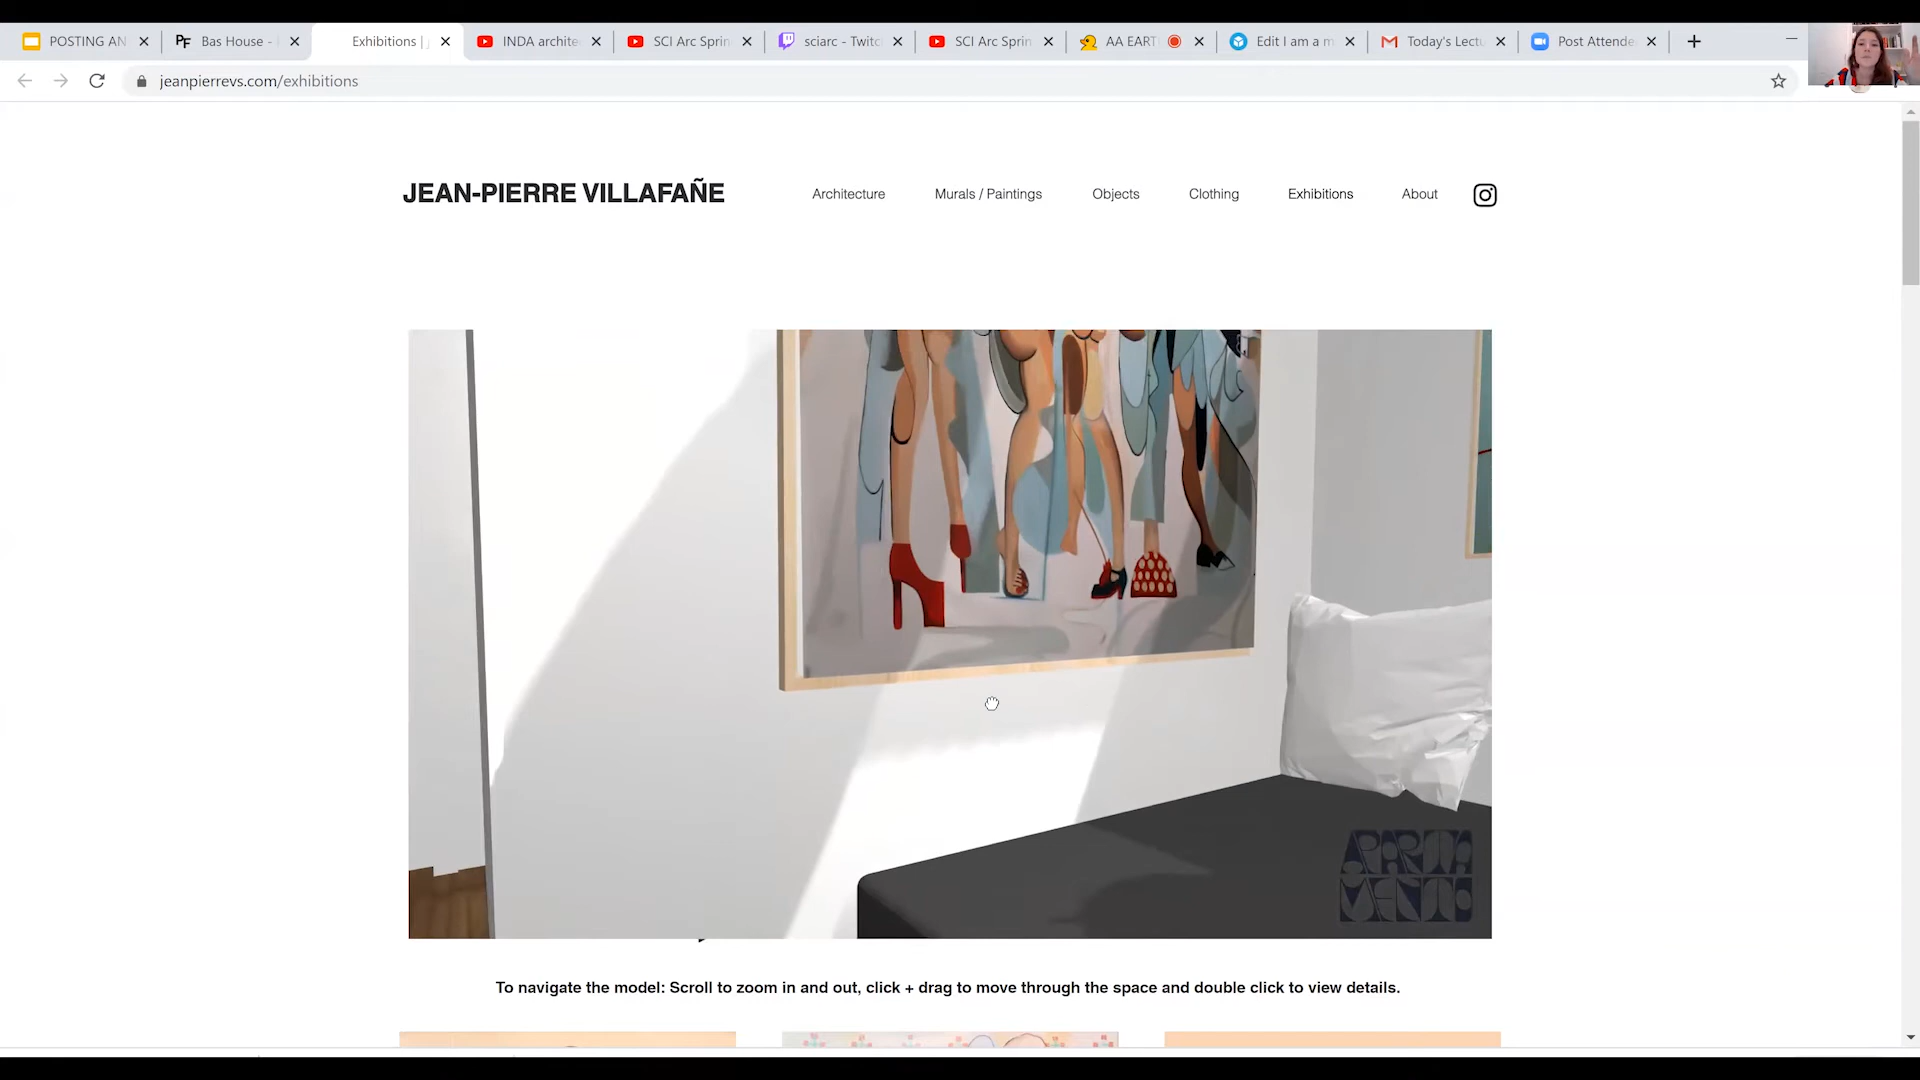 POSTING AN
PF Bas House -
Exhibitions |
INDA archite
SCI Arc Sprin
sciarc - Twitc
SCI Arc Sprin
AA EART
Edit I am a m
Today's Lectu
Post Attende
jeanpierrevs.com/exhibitions
JEAN-PIERRE VILLAFAÑE
Architecture
Murals / Paintings
Objects
Clothing
Exhibitions
About
APARTA
MENTO
To navigate the model: Scroll to zoom in and out, click + drag to move through the space and double click to view details.